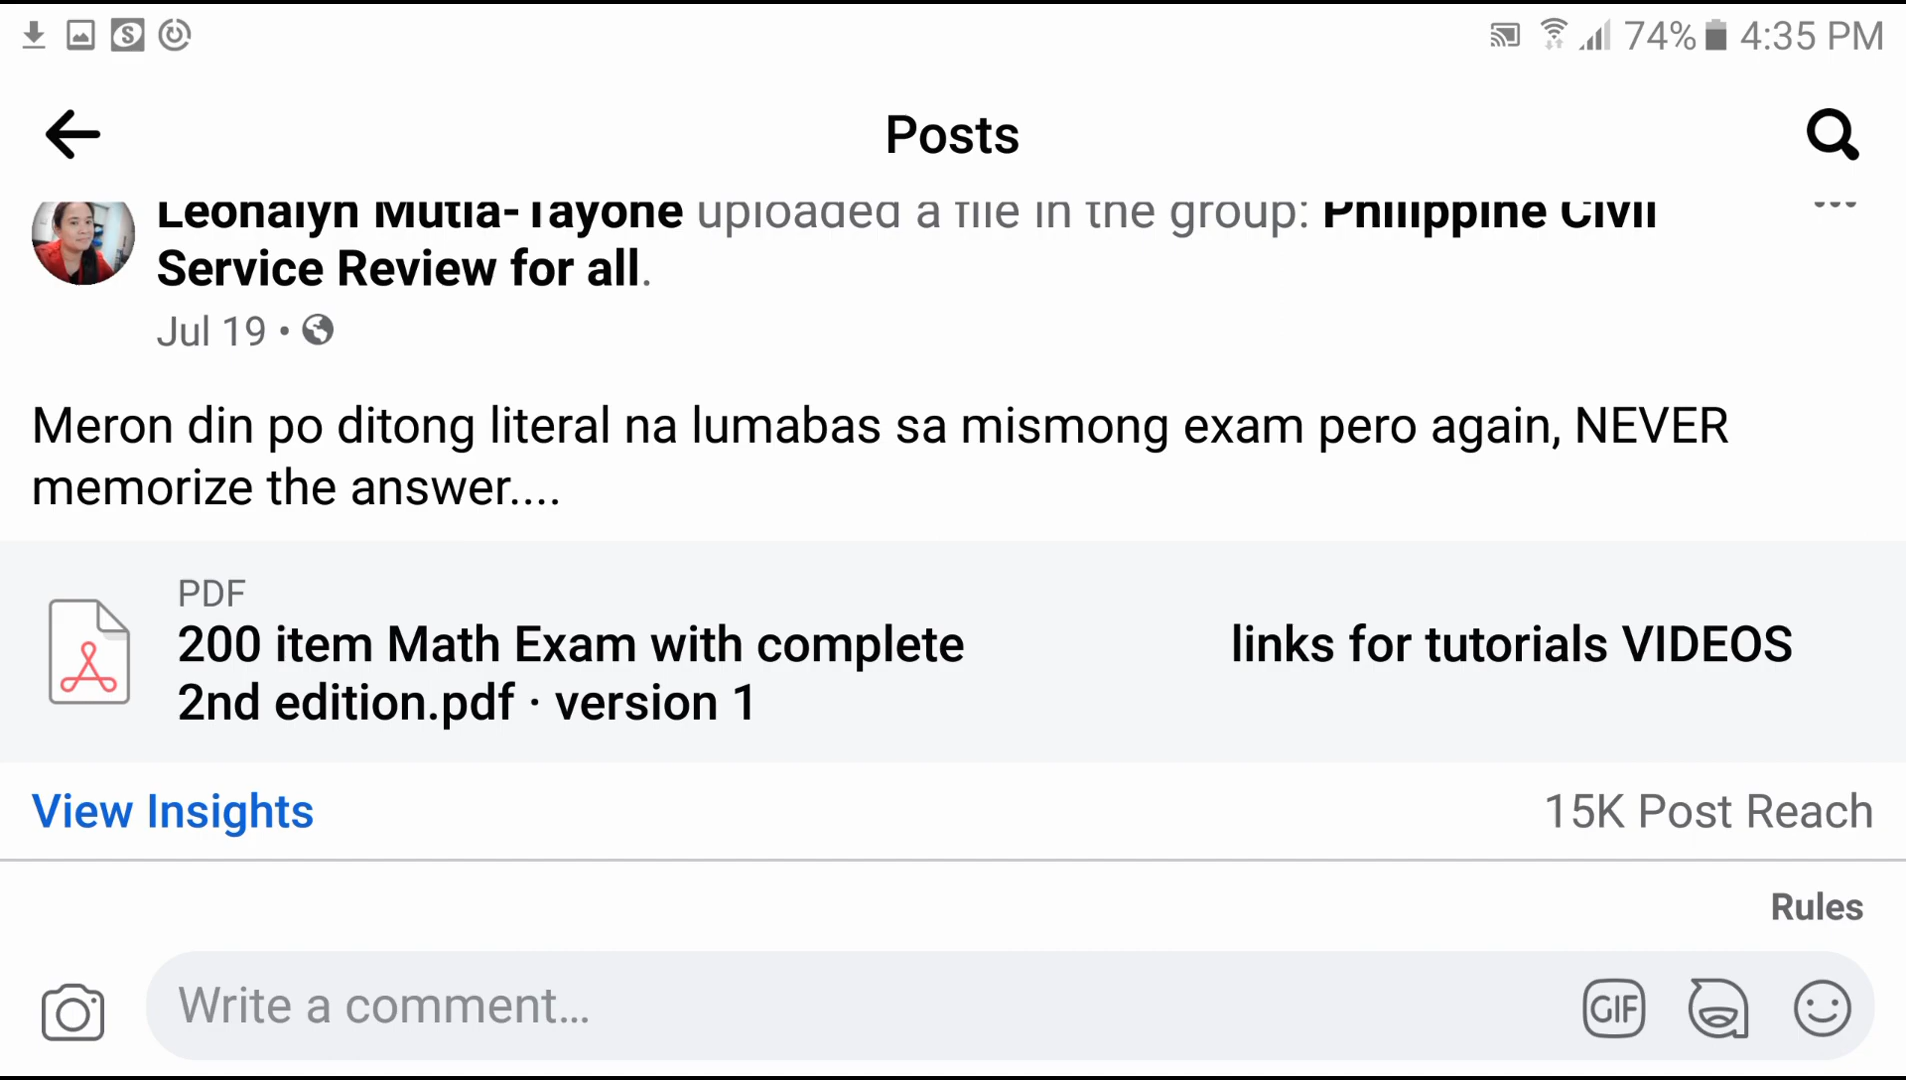 74% 4:35 PM
Posts
Leonalyn Mutia-Tayone uploaded a file in the group: Philippine Civil
Service Review for all.
Jul 19 •
Meron din po ditong literal na lumabas sa mismong exam pero again, NEVER
memorize the answer....
PDF
200 item Math Exam with complete links for tutorials VIDEOS
2nd edition.pdf · version 1
View Insights
15K Post Reach
Rules
Write a comment...
GIF